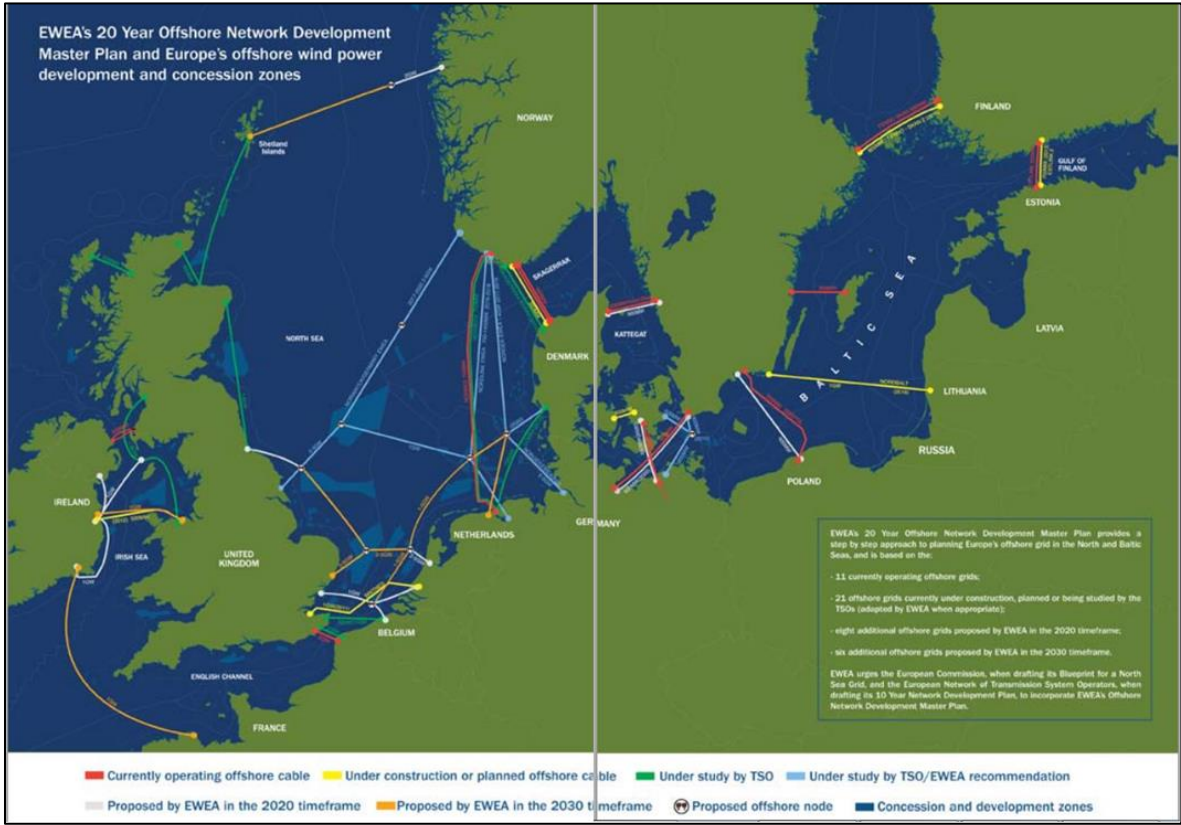 EWEA's 20 Year Offshore Network Development
Master Plan and Europe's offshore wind power
development and concession zones
NORWAY
FINLAND
Shetland
Islands
GULF OF
FINLAND
ESTONIA
SKAGERRAK
NORTH SEA
KATTEGAT
BALTIC SEA
LATVIA
DENMARK
NORDBALT
LITHUANIA
RUSSIA
POLAND
IRELAND
NETHERLANDS
GERMANY
IRISH SEA
UNITED
KINGDOM
BELGIUM
ENGLISH CHANNEL
FRANCE
EWEA's 20 Year Offshore Network Development Master Plan provides a
step by step approach to planning Europe's offshore grid in the North and Baltic
Seas, and is based on the:
- 11 currently operating offshore grids;
- 21 offshore grids currently under construction, planned or being studied by the
TSOs (adopted by EWEA when appropriate);
- eight additional offshore grids proposed by EWEA in the 2020 timeframe;
- six additional offshore grids proposed by EWEA in the 2030 timeframe.
EWEA urges the European Commission, when drafting its Blueprint for a North
Sea Grid, and the European Network of Transmission System Operators, when
drafting its 10 Year Network Development Plan, to incorporate EWEA's Offshore
Network Development Master Plan.
Currently operating offshore cable
Under construction or planned offshore cable
Under study by TSO
Under study by TSO/EWEA recommendation
Proposed by EWEA in the 2020 timeframe
Proposed by EWEA in the 2030 timeframe
Proposed offshore node
Concession and development zones